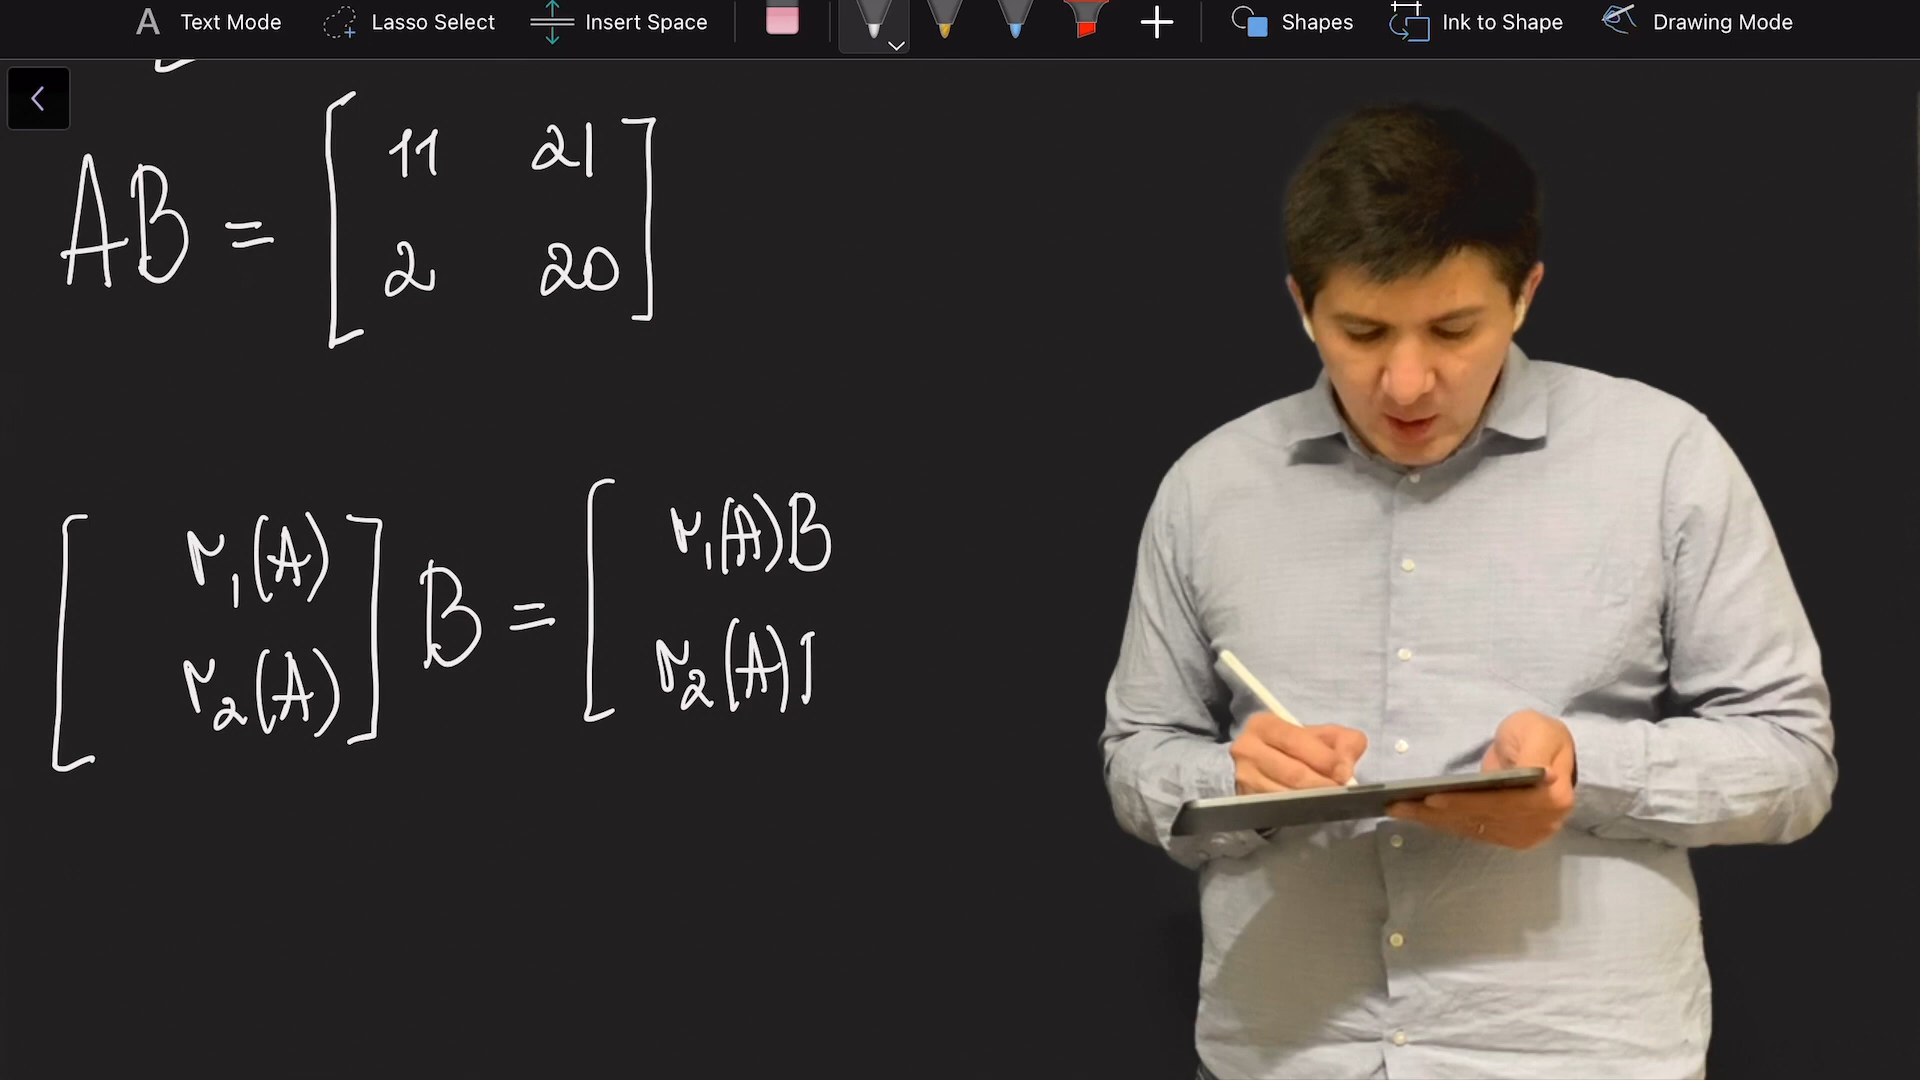 Text Mode Lasso Select Insert Space Shapes Ink to Shape Drawing Mode
AB = [ 11 21
2 20 ]
[ r₁(A)
r₂(A) ] B = [ r₁(A)B
r₂(A)